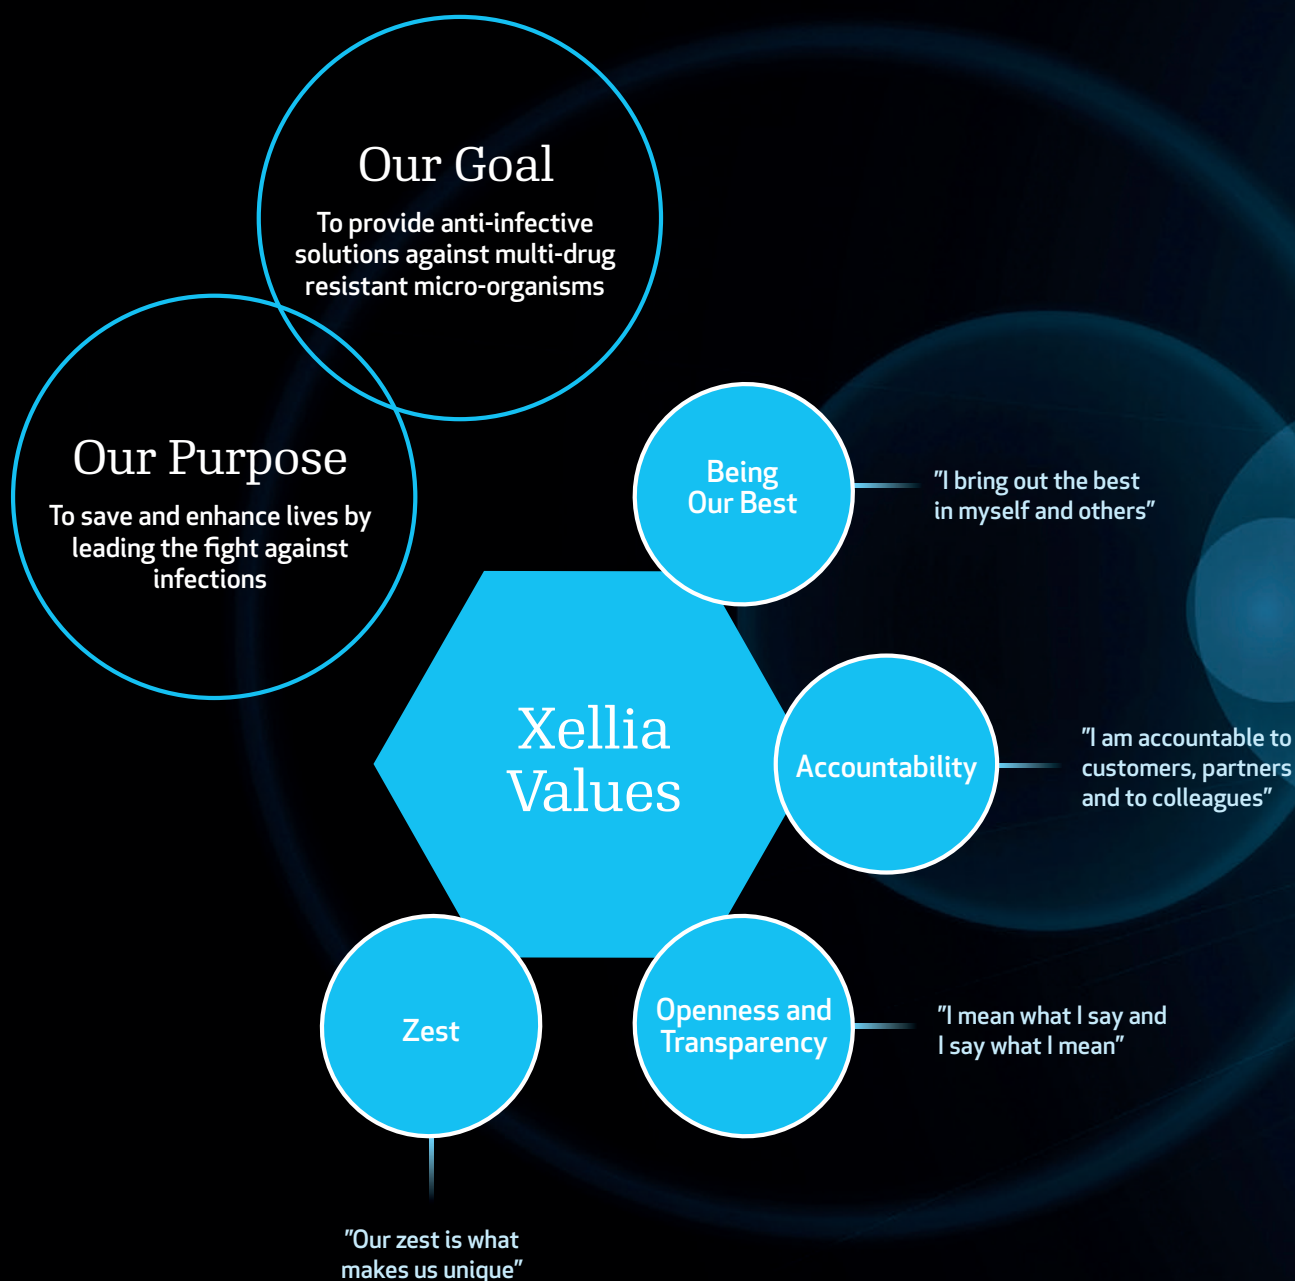 Our Goal
To provide anti-infective
solutions against multi-drug
resistant micro-organisms
Our Purpose
To save and enhance lives by
leading the fight against
infections
Being
Our Best
"I bring out the best
in myself and others"
Xellia
Values
Accountability
"I am accountable to
customers, partners
and to colleagues"
Openness and
Transparency
"I mean what I say and
I say what I mean"
Zest
"Our zest is what
makes us unique"